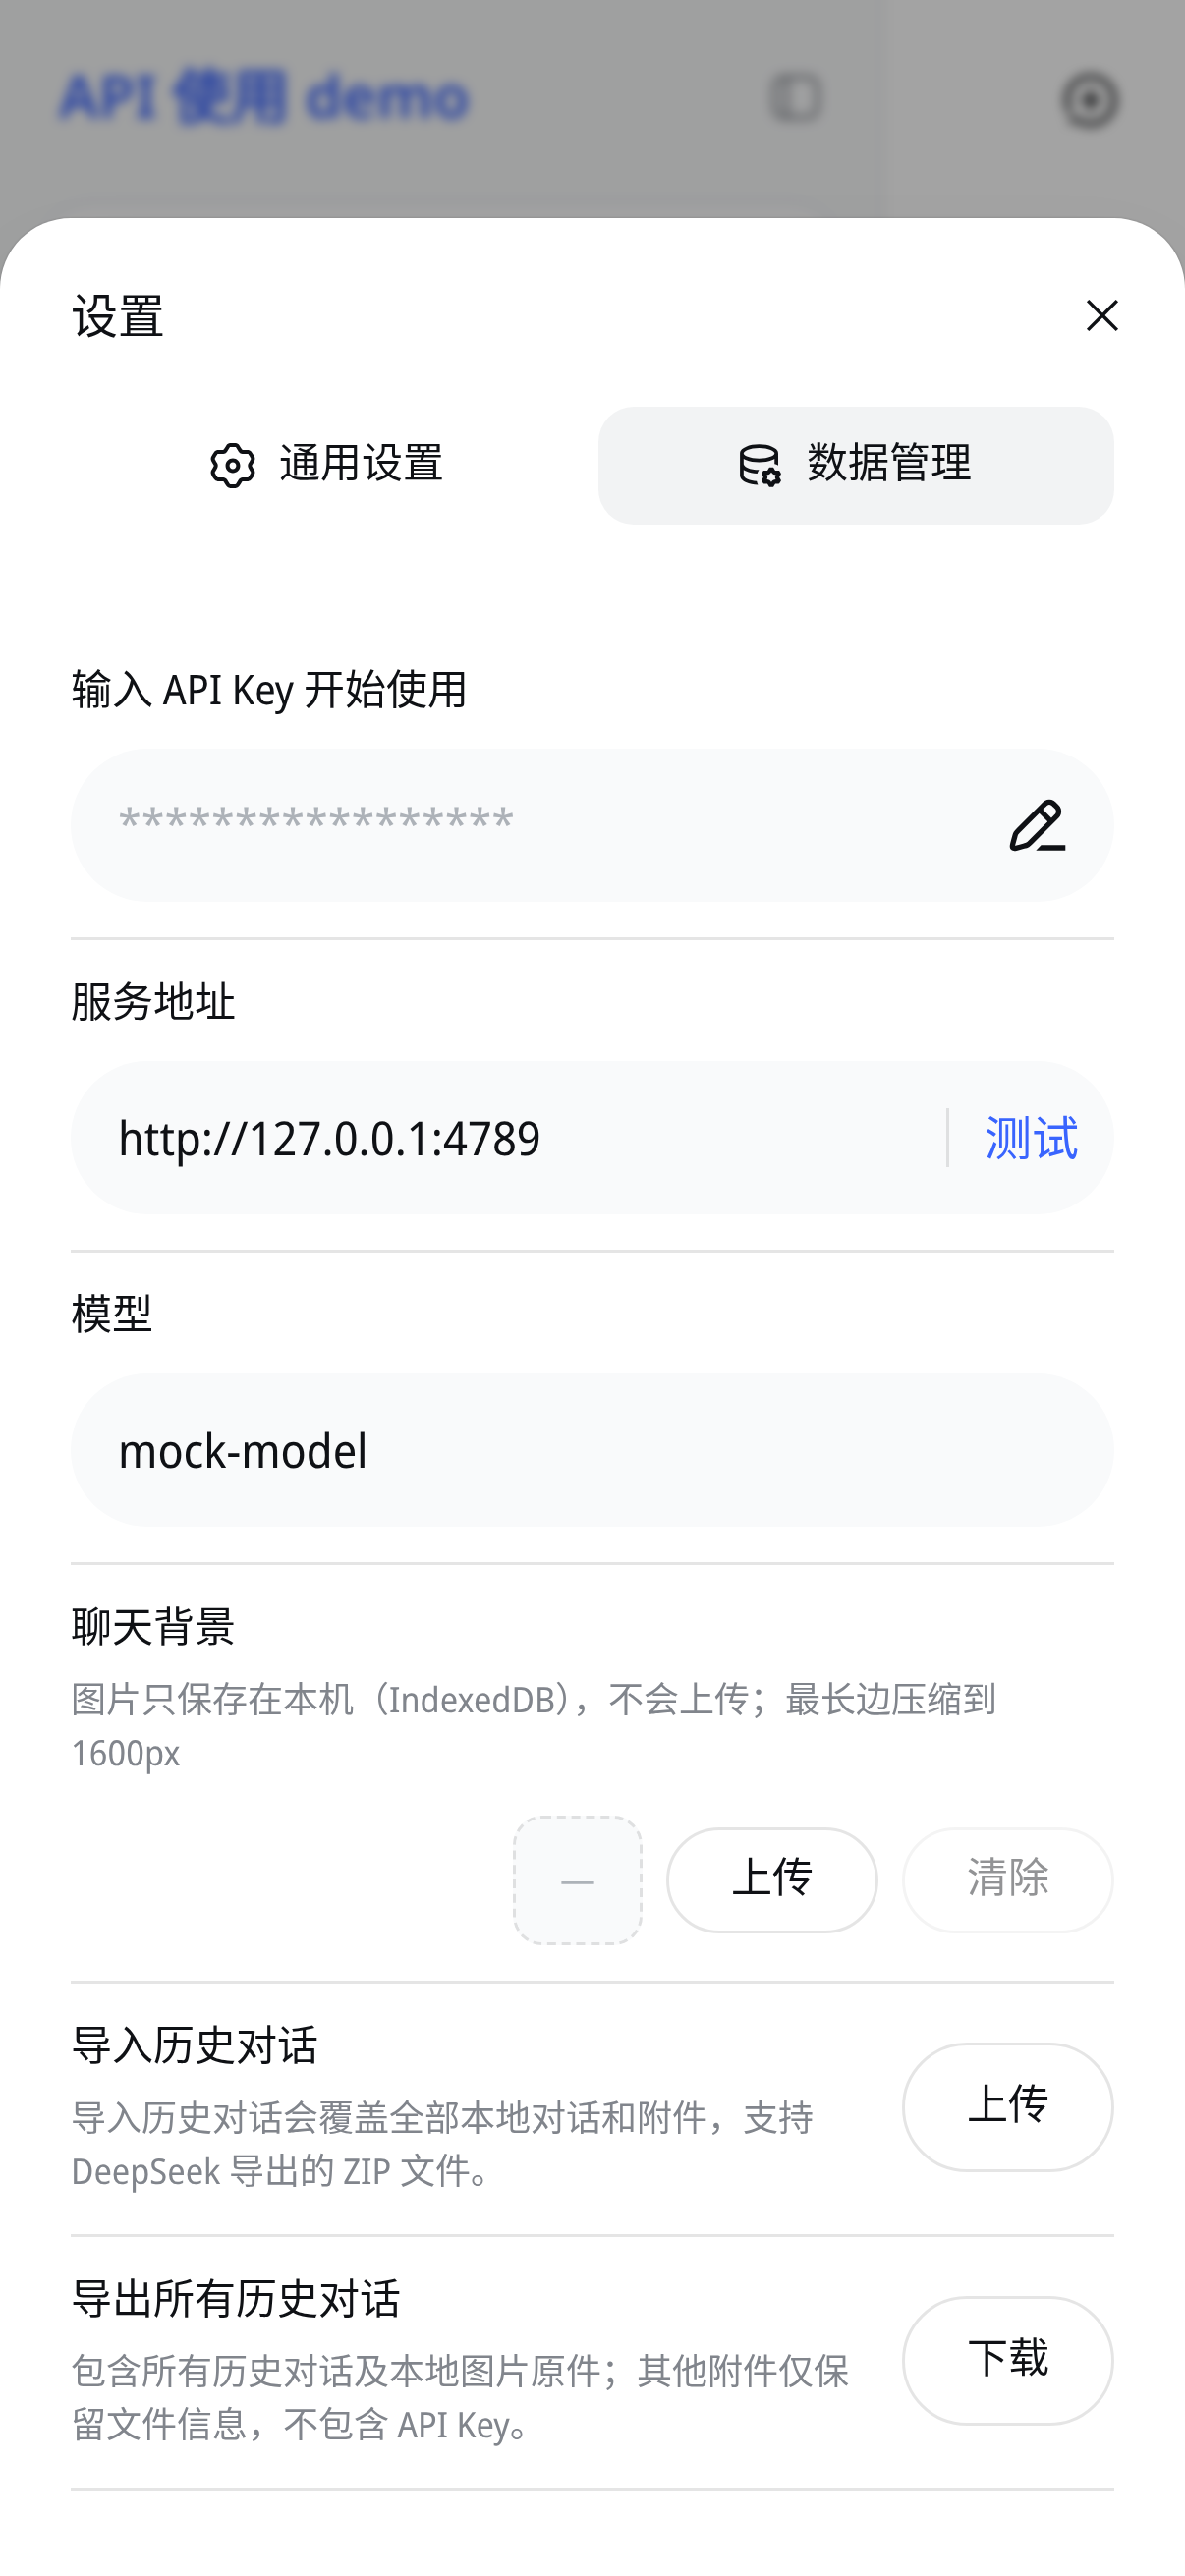 API 使用 demo
设置
通用设置
数据管理
输入 API Key 开始使用
*****************
服务地址
http://127.0.0.1:4789
测试
模型
mock-model
聊天背景
图片只保存在本机（IndexedDB），不会上传；最长边压缩到
1600px
—
上传
清除
导入历史对话
导入历史对话会覆盖全部本地对话和附件，支持
DeepSeek 导出的 ZIP 文件。
上传
导出所有历史对话
包含所有历史对话及本地图片原件；其他附件仅保
留文件信息，不包含 API Key。
下载